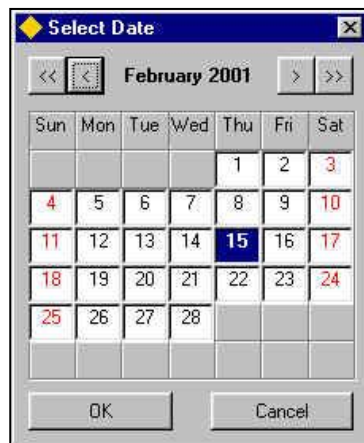 Select Date
<< < February 2001 > >>
Sun Mon Tue Wed Thu Fri Sat
1 2 3
4 5 6 7 8 9 10
11 12 13 14 15 16 17
18 19 20 21 22 23 24
25 26 27 28
OK Cancel